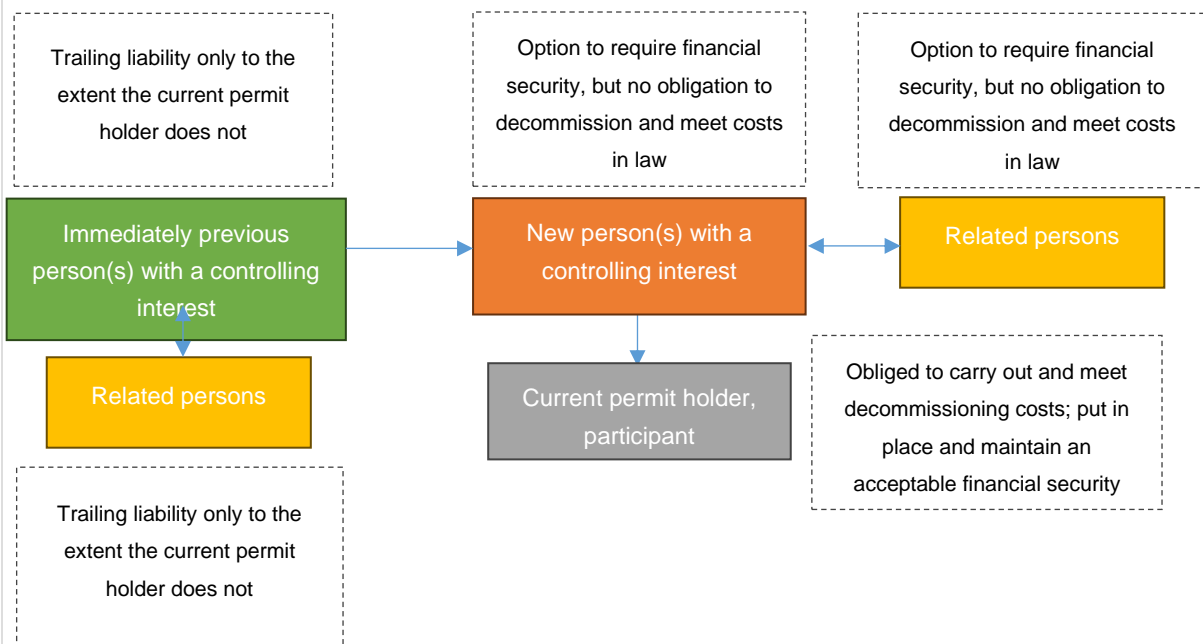 Trailing liability only to the
extent the current permit
holder does not
Option to require financial
security, but no obligation to
decommission and meet costs
in law
Option to require financial
security, but no obligation to
decommission and meet costs
in law
Immediately previous
person(s) with a controlling
interest
New person(s) with a
controlling interest
Related persons
Related persons
Current permit holder,
participant
Obliged to carry out and meet
decommissioning costs; put in
place and maintain an
acceptable financial security
Trailing liability only to the
extent the current permit
holder does not